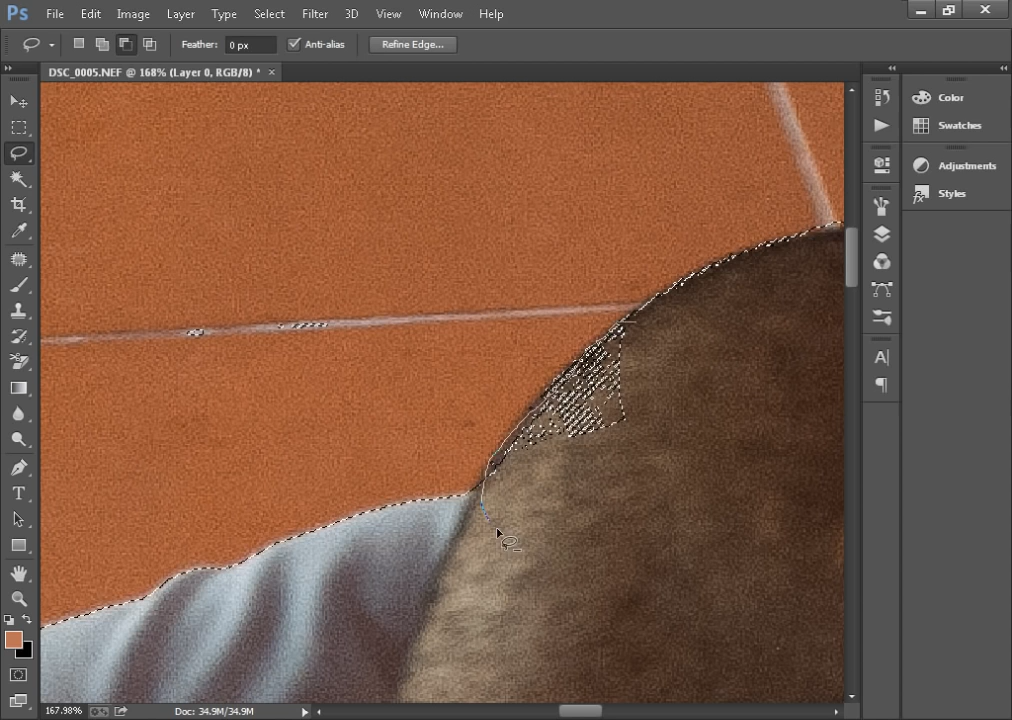 Ps File Edit Image Layer Type Select Filter 3D View Window Help
Feather: 0 px Anti-alias Refine Edge...
DSC_0005.NEF @ 168% (Layer 0, RGB/8) * ×
Color
Swatches
Adjustments
Styles
167.98% Doc: 34.9M/34.9M